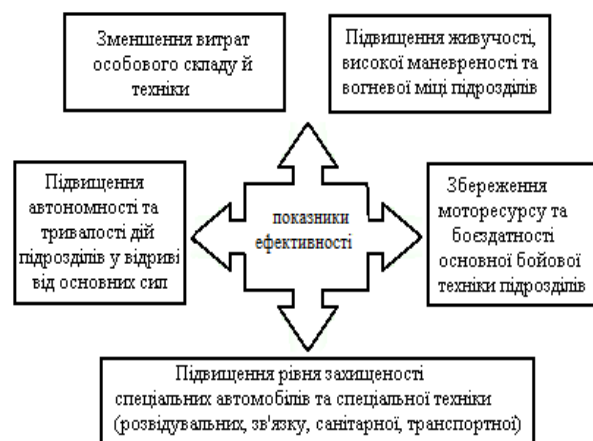 Зменшення витрат
особового складу й
техніки
Підвищення живучості,
високої маневреності та
вогневої міці підрозділів
Підвищення
автономності та
тривалості дій
підрозділів у відриві
від основних сил
показники
ефективності
Збереження
моторесурсу та
боєздатності
основної бойової
техніки підрозділів
Підвищення рівня захищеності
спеціальних автомобілів та спеціальної техніки
(розвідувальних, зв'язку, санітарної, транспортної)